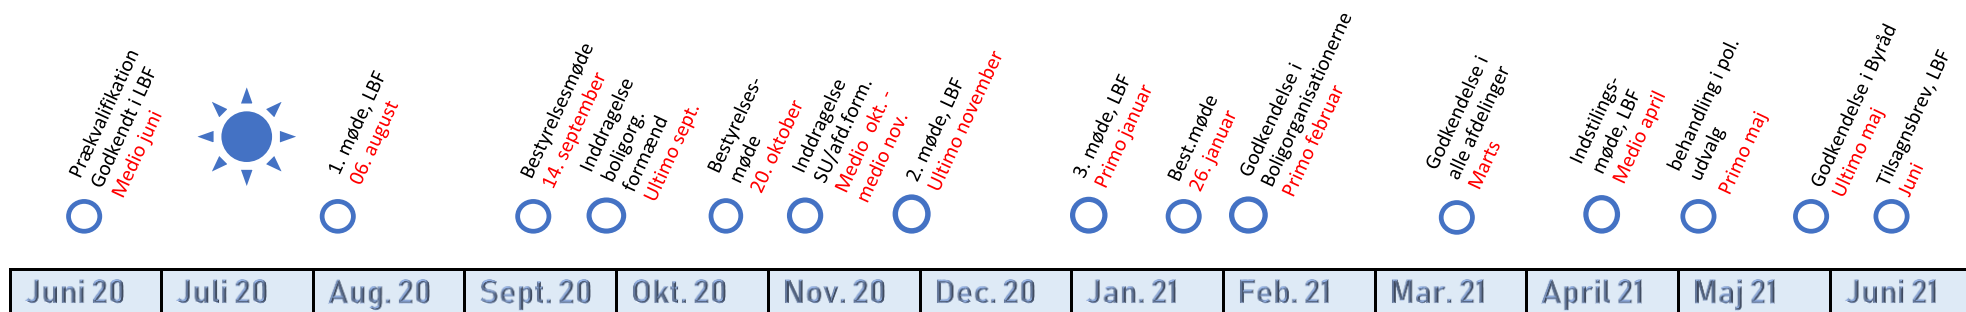 Prækvalifikation
Godkendt i LBF
Medio juni
1. møde, LBF
06. august
Bestyrelsesmøde
14. september
Inddragelse
boligorg.
formænd
Ultimo sept.
Bestyrelses-
møde
20. oktober
Inddragelse
SU/afd.form.
Medio okt. -
medio nov.
2. møde, LBF
Ultimo november
3. møde, LBF
Primo januar
Best.møde
26. januar
Godkendelse i
Boligorganisationerne
Primo februar
Godkendelse i
alle afdelinger
Marts
Indstilings-
møde, LBF
Medio april
behandling i pol.
udvalg
Primo maj
Godkendelse i Byråd
Ultimo maj
Tilsagnsbrev, LBF
Juni
Juni 20
Juli 20
Aug. 20
Sept. 20
Okt. 20
Nov. 20
Dec. 20
Jan. 21
Feb. 21
Mar. 21
April 21
Maj 21
Juni 21